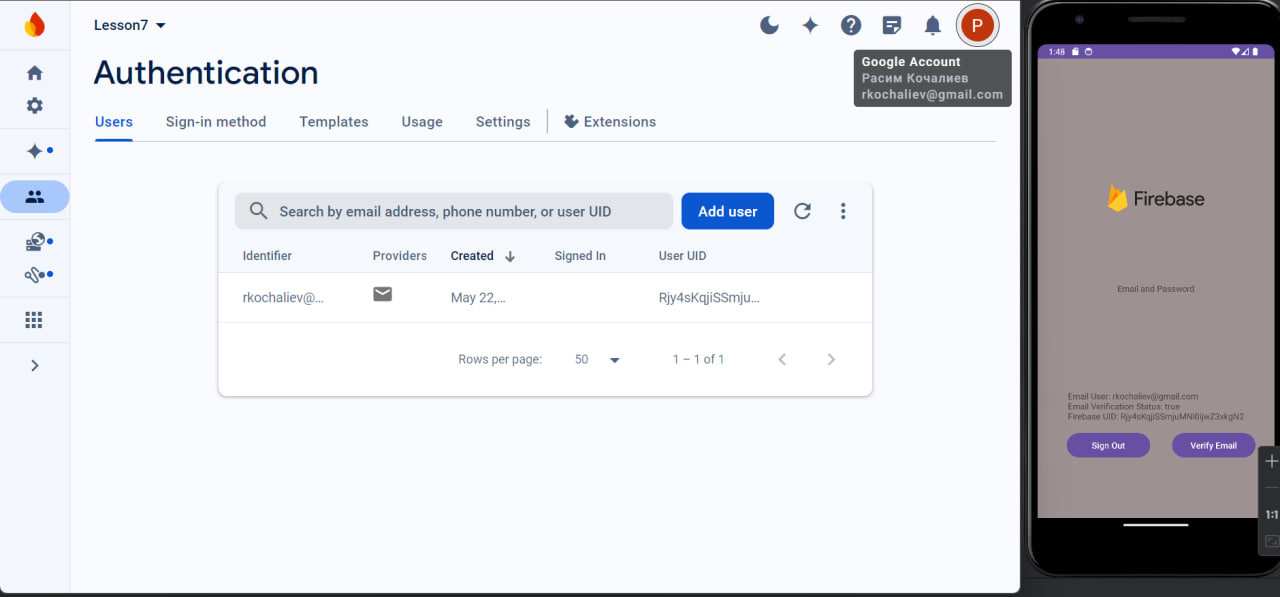 Lesson7
P
Google Account
Расим Кочалиев
rkochaliev@gmail.com
Authentication
Users Sign-in method Templates Usage Settings Extensions
Search by email address, phone number, or user UID Add user
Identifier Providers Created Signed In User UID
rkochaliev@... May 22,... Rjy4sKqjiSSmju...
Rows per page: 50 1 – 1 of 1
1:48
Firebase
Email and Password
Email User: rkochaliev@gmail.com
Email Verification Status: true
Firebase UID: Rjy4sKqjiSSmjuMNi0ijwZ3xkgN2
Sign Out Verify Email
1:1